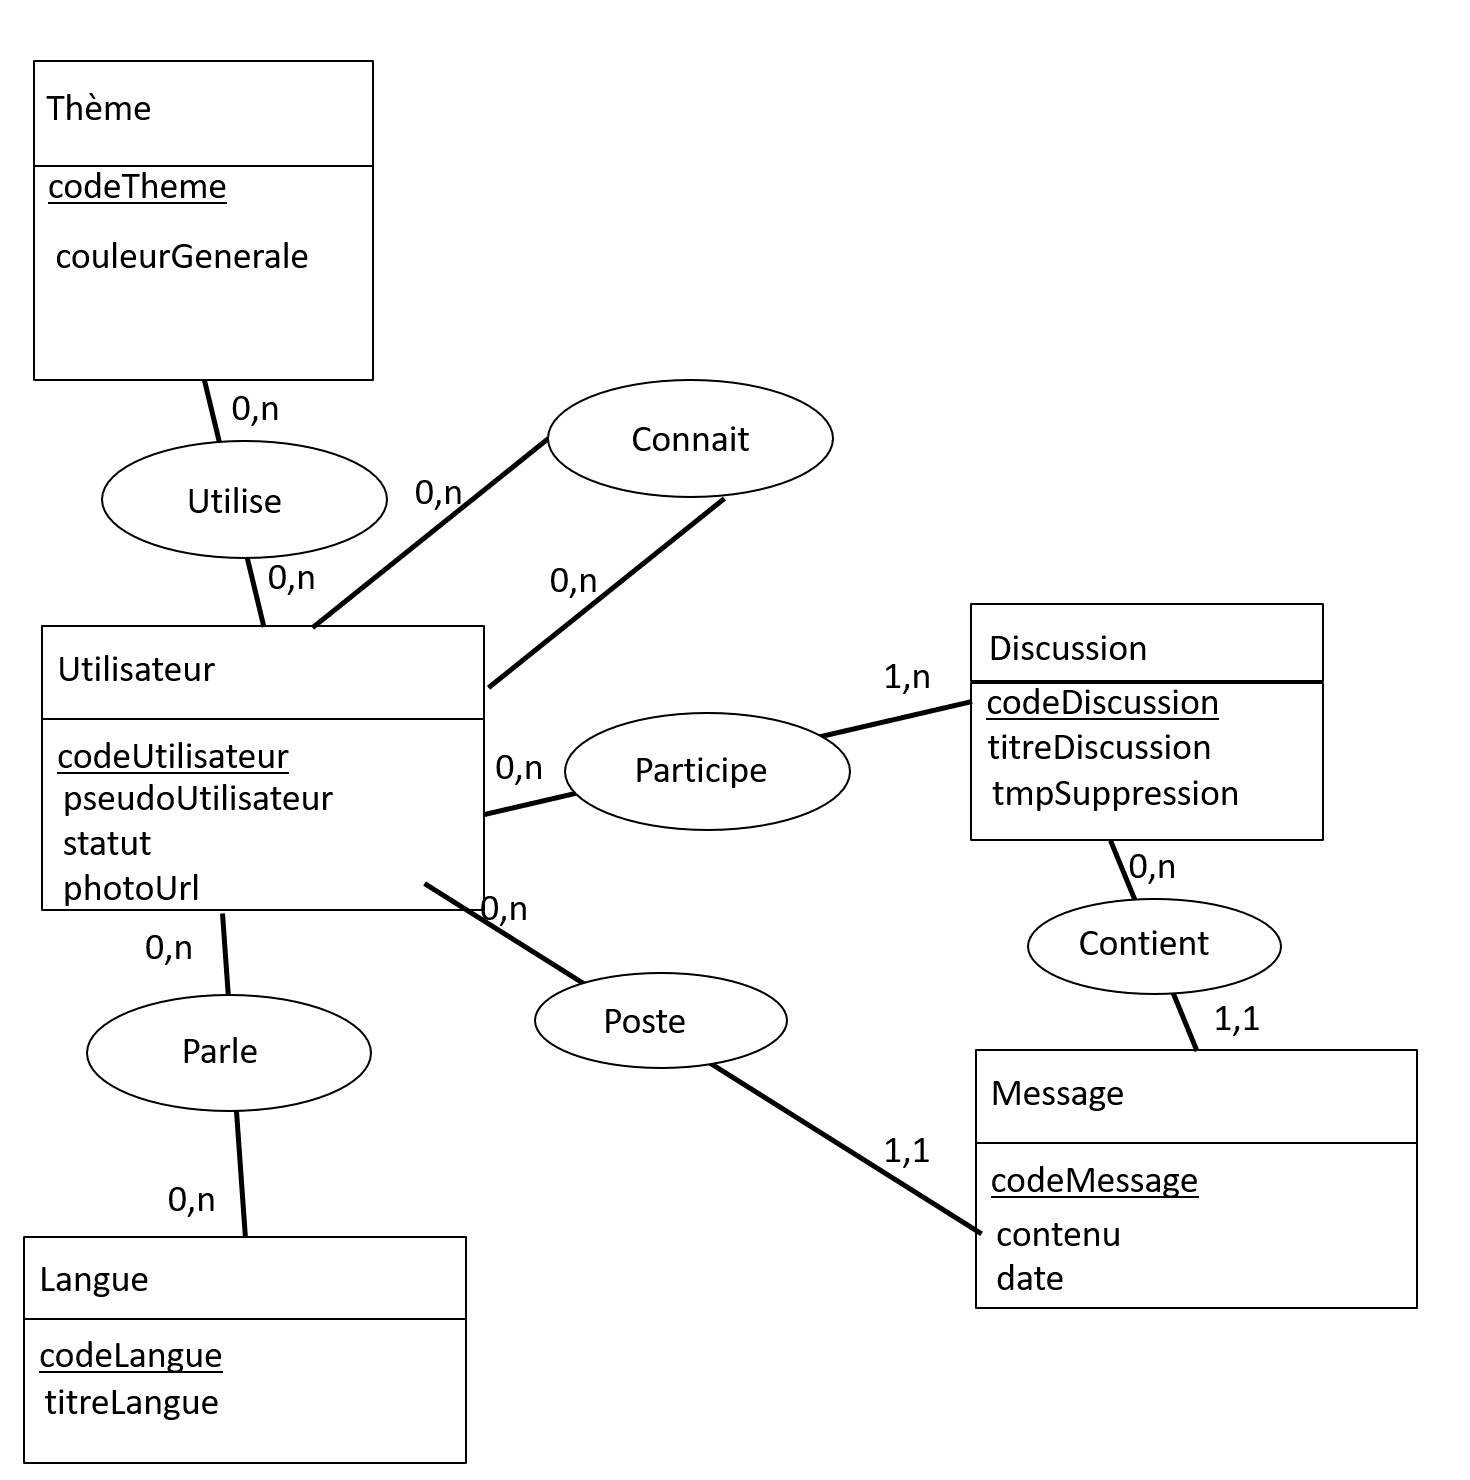 Thème
codeTheme
couleurGenerale
0,n
Utilise
0,n
Connait
0,n
0,n
Utilisateur
codeUtilisateur
pseudoUtilisateur
statut
photoUrl
0,n
Participe
1,n
Discussion
codeDiscussion
titreDiscussion
tmpSuppression
0,n
Contient
1,1
0,n
Poste
1,1
Message
codeMessage
contenu
date
0,n
Parle
0,n
Langue
codeLangue
titreLangue